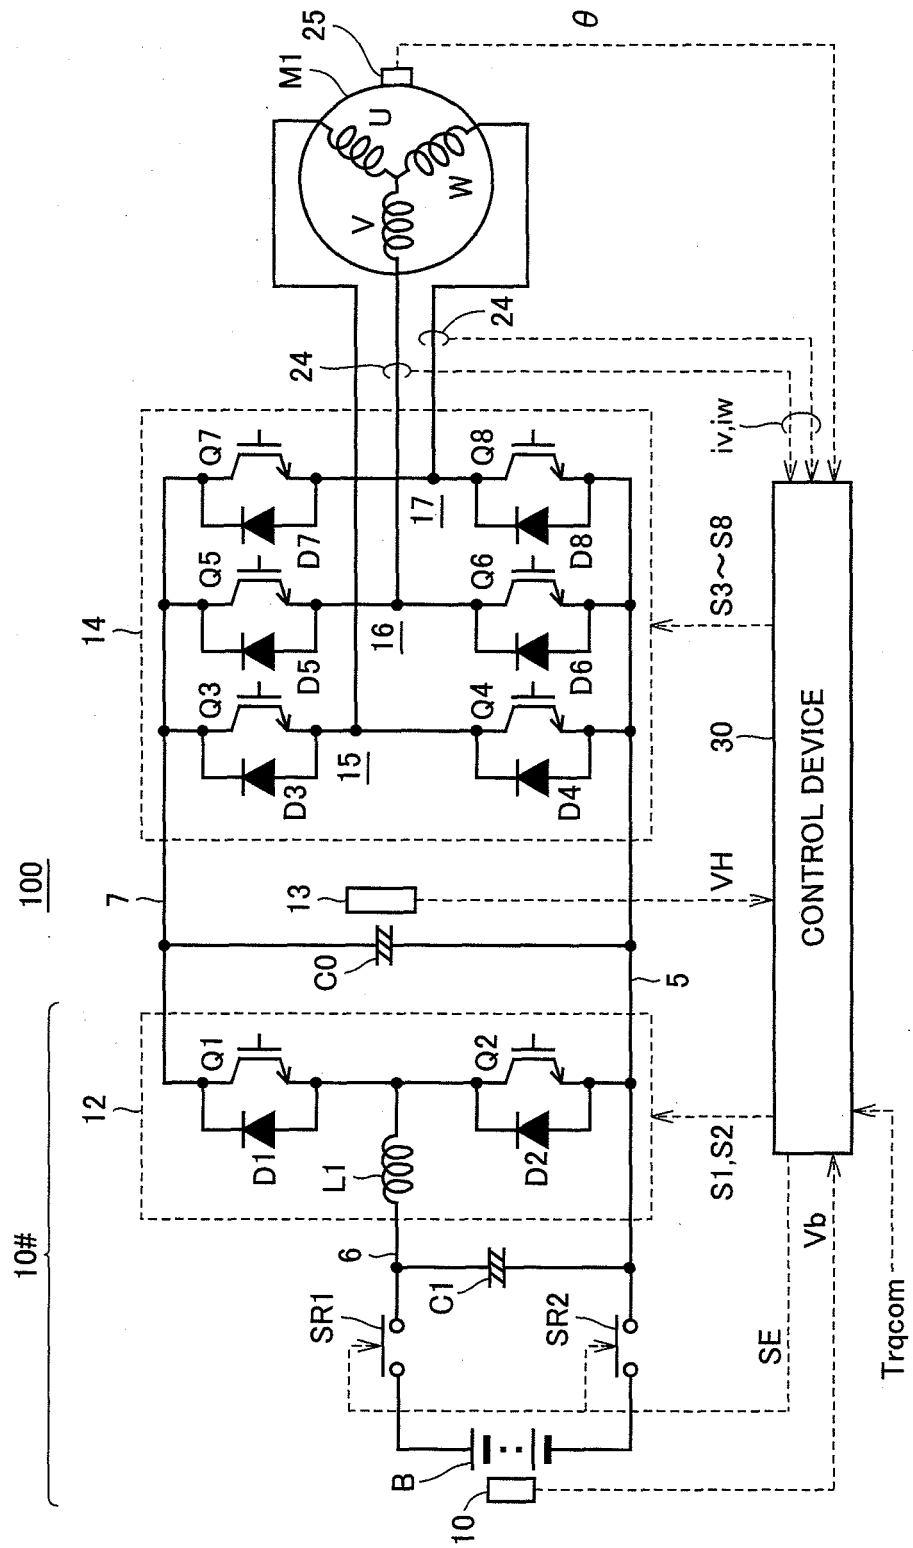 100
10#
12
7
14
Q1
D1
L1
6
Q2
D2
C0
13
5
Q3
D3
15
Q4
D4
Q5
D5
16
Q6
D6
Q7
D7
17
Q8
D8
24
24
M1
25
U
V
W
θ
SR1
C1
SR2
B
10
SE
Vb
Trqcom
S1,S2
VH
30
S3~S8
iv,iw
CONTROL DEVICE